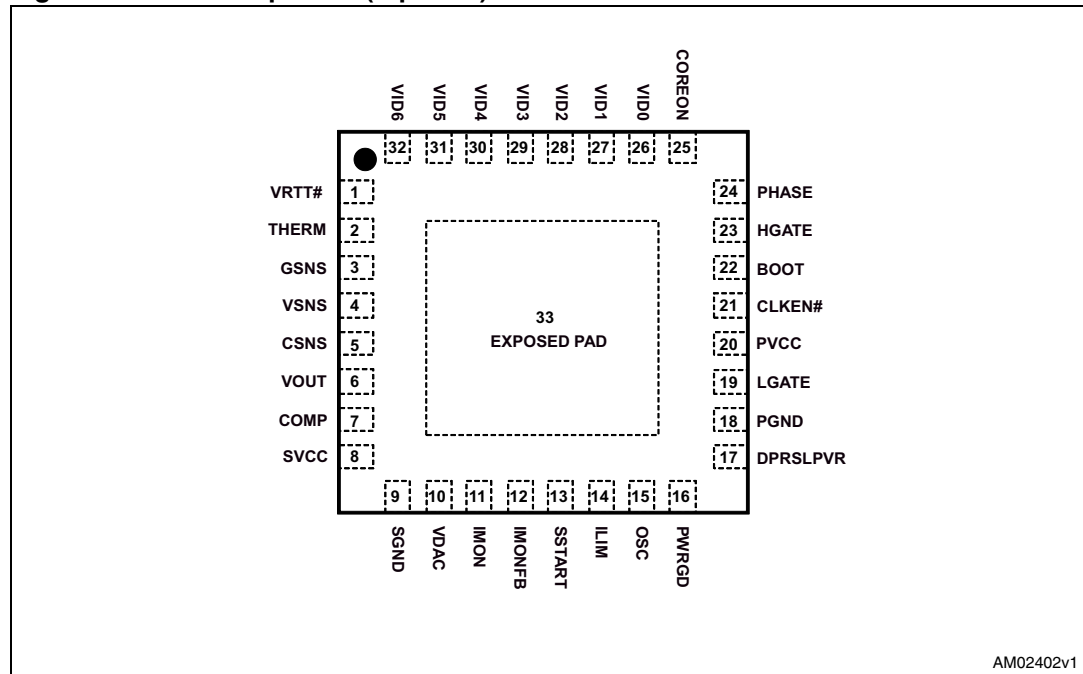 COREON
VID0
VID1
VID2
VID3
VID4
VID5
VID6
32 31 30 29 28 27 26 25
VRTT# 1
THERM 2
GSNS 3
VSNS 4
CSNS 5
VOUT 6
COMP 7
SVCC 8
33
EXPOSED PAD
24 PHASE
23 HGATE
22 BOOT
21 CLKEN#
20 PVCC
19 LGATE
18 PGND
17 DPRSLPVR
9 10 11 12 13 14 15 16
SGND
VDAC
IMON
IMONFB
SSTART
ILIM
OSC
PWRGD
AM02402v1